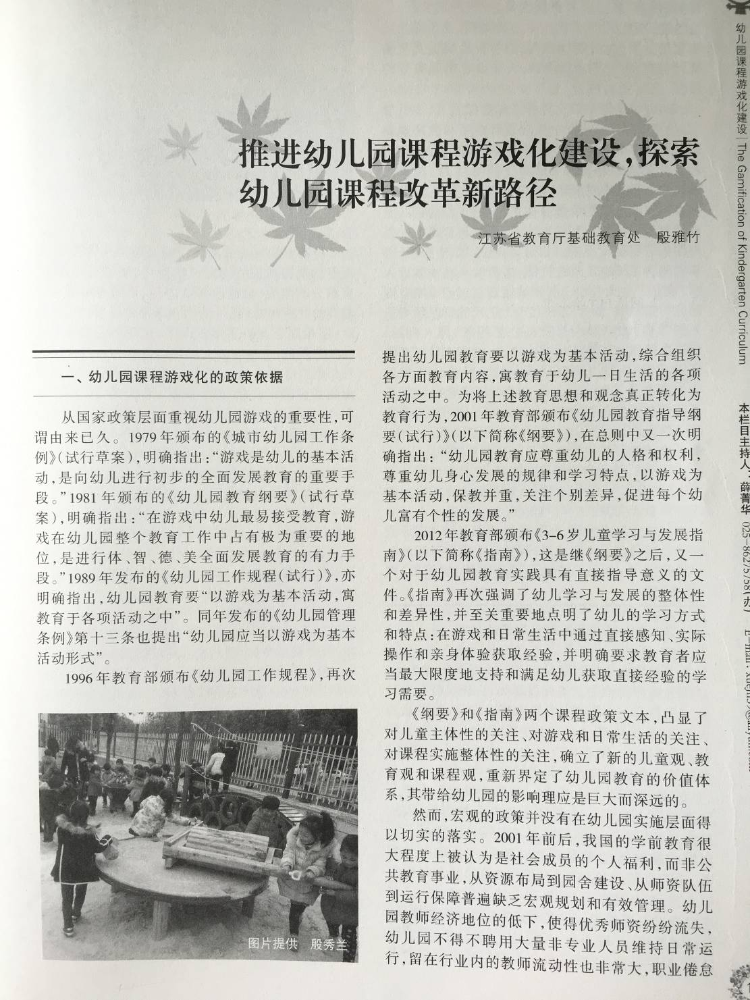 推进幼儿园课程游戏化建设,探索
幼儿园课程改革新路径
江苏省教育厅基础教育处 殷雅竹
一、幼儿园课程游戏化的政策依据
从国家政策层面重视幼儿园游戏的重要性,可
谓由来已久。1979年颁布的《城市幼儿园工作条
例》(试行草案),明确指出:“游戏是幼儿的基本活
动,是向幼儿进行初步的全面发展教育的重要手
段。”1981年颁布的《幼儿园教育纲要》(试行草
案),明确指出:“在游戏中幼儿最易接受教育,游
戏在幼儿园整个教育工作中占有极为重要的地
位,是进行体、智、德、美全面发展教育的有力手
段。”1989年发布的《幼儿园工作规程(试行)》,亦
明确指出,幼儿园教育要“以游戏为基本活动,寓
教育于各项活动之中”。同年发布的《幼儿园管理
条例》第十三条也提出“幼儿园应当以游戏为基本
活动形式”。
1996年教育部颁布《幼儿园工作规程》,再次
图片提供 殷秀兰
提出幼儿园教育要以游戏为基本活动,综合组织
各方面教育内容,寓教育于幼儿一日生活的各项
活动之中。为将上述教育思想和观念真正转化为
教育行为,2001年教育部颁布《幼儿园教育指导纲
要(试行)》(以下简称《纲要》),在总则中又一次明
确指出:“幼儿园教育应尊重幼儿的人格和权利,
尊重幼儿身心发展的规律和学习特点,以游戏为
基本活动,保教并重,关注个别差异,促进每个幼
儿富有个性的发展。”
2012年教育部颁布《3-6岁儿童学习与发展指
南》(以下简称《指南》),这是继《纲要》之后,又一
个对于幼儿园教育实践具有直接指导意义的文
件。《指南》再次强调了幼儿学习与发展的整体性
和差异性,并至关重要地点明了幼儿的学习方式
和特点:在游戏和日常生活中通过直接感知、实际
操作和亲身体验获取经验,并明确要求教育者应
当最大限度地支持和满足幼儿获取直接经验的学
习需要。
《纲要》和《指南》两个课程政策文本,凸显了
对儿童主体性的关注、对游戏和日常生活的关注、
对课程实施整体性的关注,确立了新的儿童观、教
育观和课程观,重新界定了幼儿园教育的价值体
系,其带给幼儿园的影响理应是巨大而深远的。
然而,宏观的政策并没有在幼儿园实施层面得
以切实的落实。2001年前后,我国的学前教育很
大程度上被认为是社会成员的个人福利,而非公
共教育事业,从资源布局到园舍建设、从师资队伍
到运行保障普遍缺乏宏观规划和有效管理。幼儿
园教师经济地位的低下,使得优秀师资纷纷流失,
幼儿园不得不聘用大量非专业人员维持日常运
行,留在行业内的教师流动性也非常大,职业倦怠
幼儿园课程游戏化建设 | The Gamification of Kindergarten Curriculum
本栏目主持人:薛菁华 025-86275758(办) E-mail: